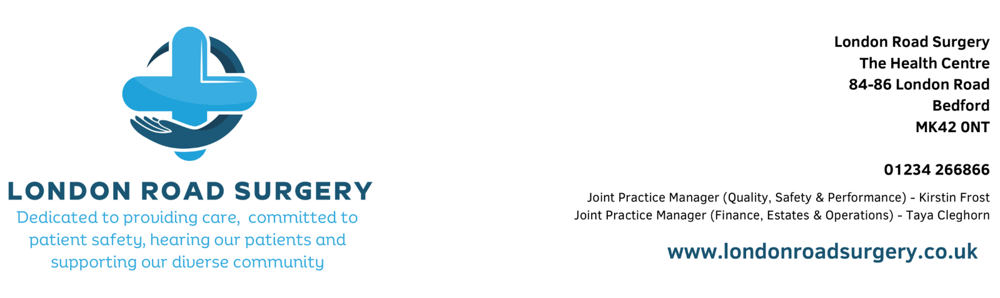 LONDON ROAD SURGERY
Dedicated to providing care, committed to
patient safety, hearing our patients and
supporting our diverse community
London Road Surgery
The Health Centre
84-86 London Road
Bedford
MK42 0NT
01234 266866
Joint Practice Manager (Quality, Safety & Performance) - Kirstin Frost
Joint Practice Manager (Finance, Estates & Operations) - Taya Cleghorn
www.londonroadsurgery.co.uk